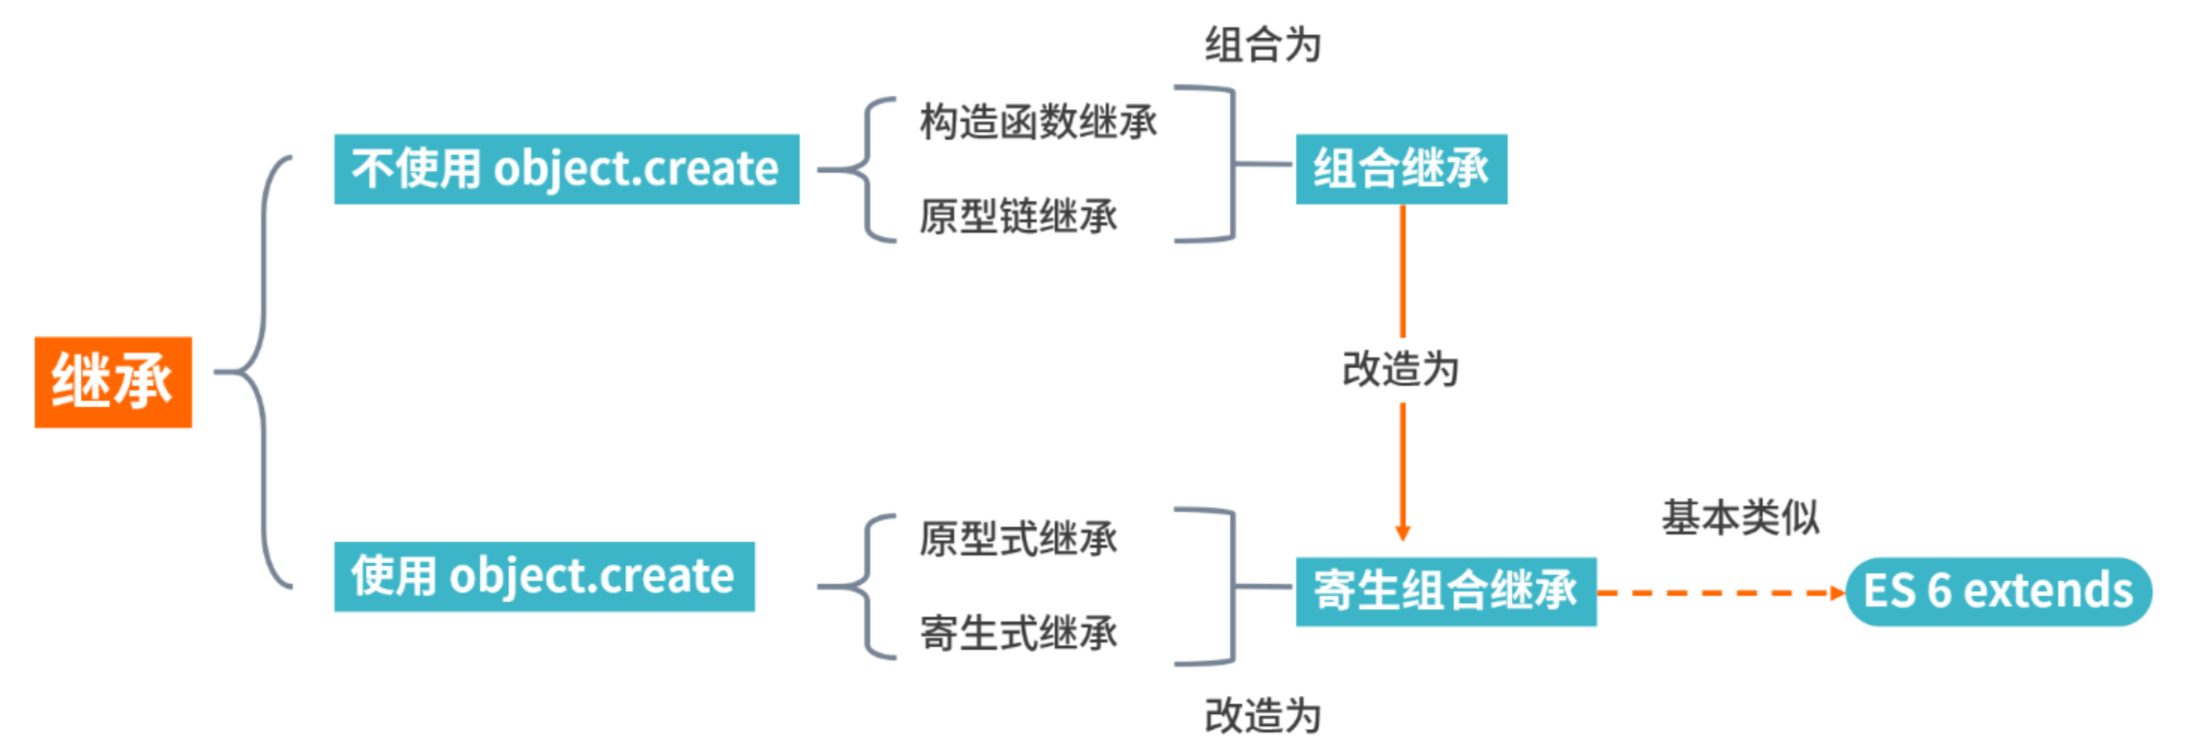 组合为
构造函数继承
不使用 object.create
组合继承
原型链继承
继承
改造为
基本类似
原型式继承
使用 object.create
寄生组合继承
ES 6 extends
寄生式继承
改造为